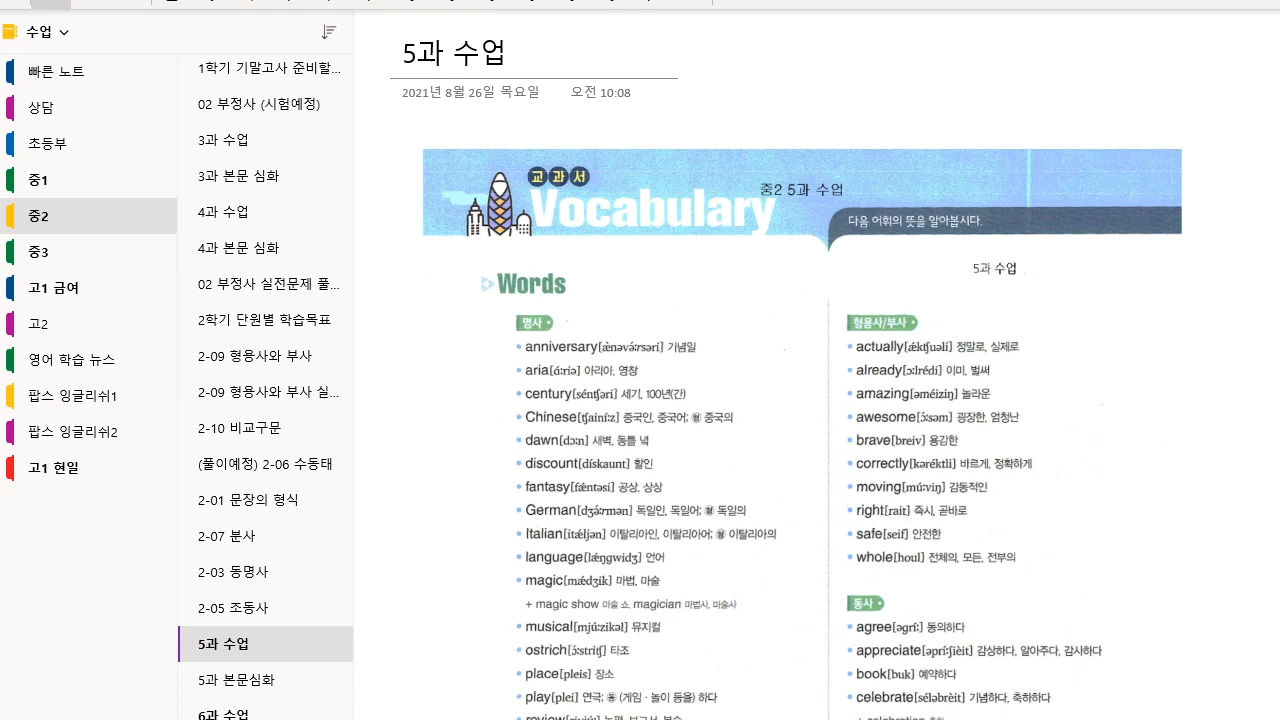 수업
빠른 노트
상담
초등부
중1
중2
중3
고1 금여
고2
영어 학습 뉴스
팝스 잉글리쉬1
팝스 잉글리쉬2
고1 현일
1학기 기말고사 준비할...
02 부정사 (시험예정)
3과 수업
3과 본문 심화
4과 수업
4과 본문 심화
02 부정사 실전문제 풀...
2학기 단원별 학습목표
2-09 형용사와 부사
2-09 형용사와 부사 실...
2-10 비교구문
(풀이예정) 2-06 수동태
2-01 문장의 형식
2-07 분사
2-03 동명사
2-05 조동사
5과 수업
5과 본문심화
6과 수업
5과 수업
2021년 8월 26일 목요일 오전 10:08
교과서
Vocabulary
중2 5과 수업
다음 어휘의 뜻을 알아봅시다.
5과 수업
Words
명사
anniversary[æ̀nəvə́ːrsəri] 기념일
aria[ɑ́ːriə] 아리아, 영창
century[séntʃəri] 세기, 100년(간)
Chinese[tʃainíːz] 중국인, 중국어; 형 중국의
dawn[dɔːn] 새벽, 동틀 녘
discount[dískaunt] 할인
fantasy[fǽntəsi] 공상, 상상
German[dʒə́ːrmən] 독일인, 독일어; 형 독일의
Italian[itǽljən] 이탈리아인, 이탈리아어; 형 이탈리아의
language[lǽŋgwidʒ] 언어
magic[mǽdʒik] 마법, 마술
+ magic show 마술 쇼, magician 마법사, 마술사
musical[mjúːzikəl] 뮤지컬
ostrich[ɔ́ːstritʃ] 타조
place[pleis] 장소
play[plei] 연극; 동 (게임 · 놀이 등을) 하다
형용사/부사
actually[ǽktʃuəli] 정말로, 실제로
already[ɔːlrédi] 이미, 벌써
amazing[əméiziŋ] 놀라운
awesome[ɔ́ːsəm] 굉장한, 엄청난
brave[breiv] 용감한
correctly[kəréktli] 바르게, 정확하게
moving[múːviŋ] 감동적인
right[rait] 즉시, 곧바로
safe[seif] 안전한
whole[houl] 전체의, 모든, 전부의
동사
agree[əgríː] 동의하다
appreciate[əpríːʃièit] 감상하다, 알아주다, 감사하다
book[buk] 예약하다
celebrate[séləbrèit] 기념하다, 축하하다